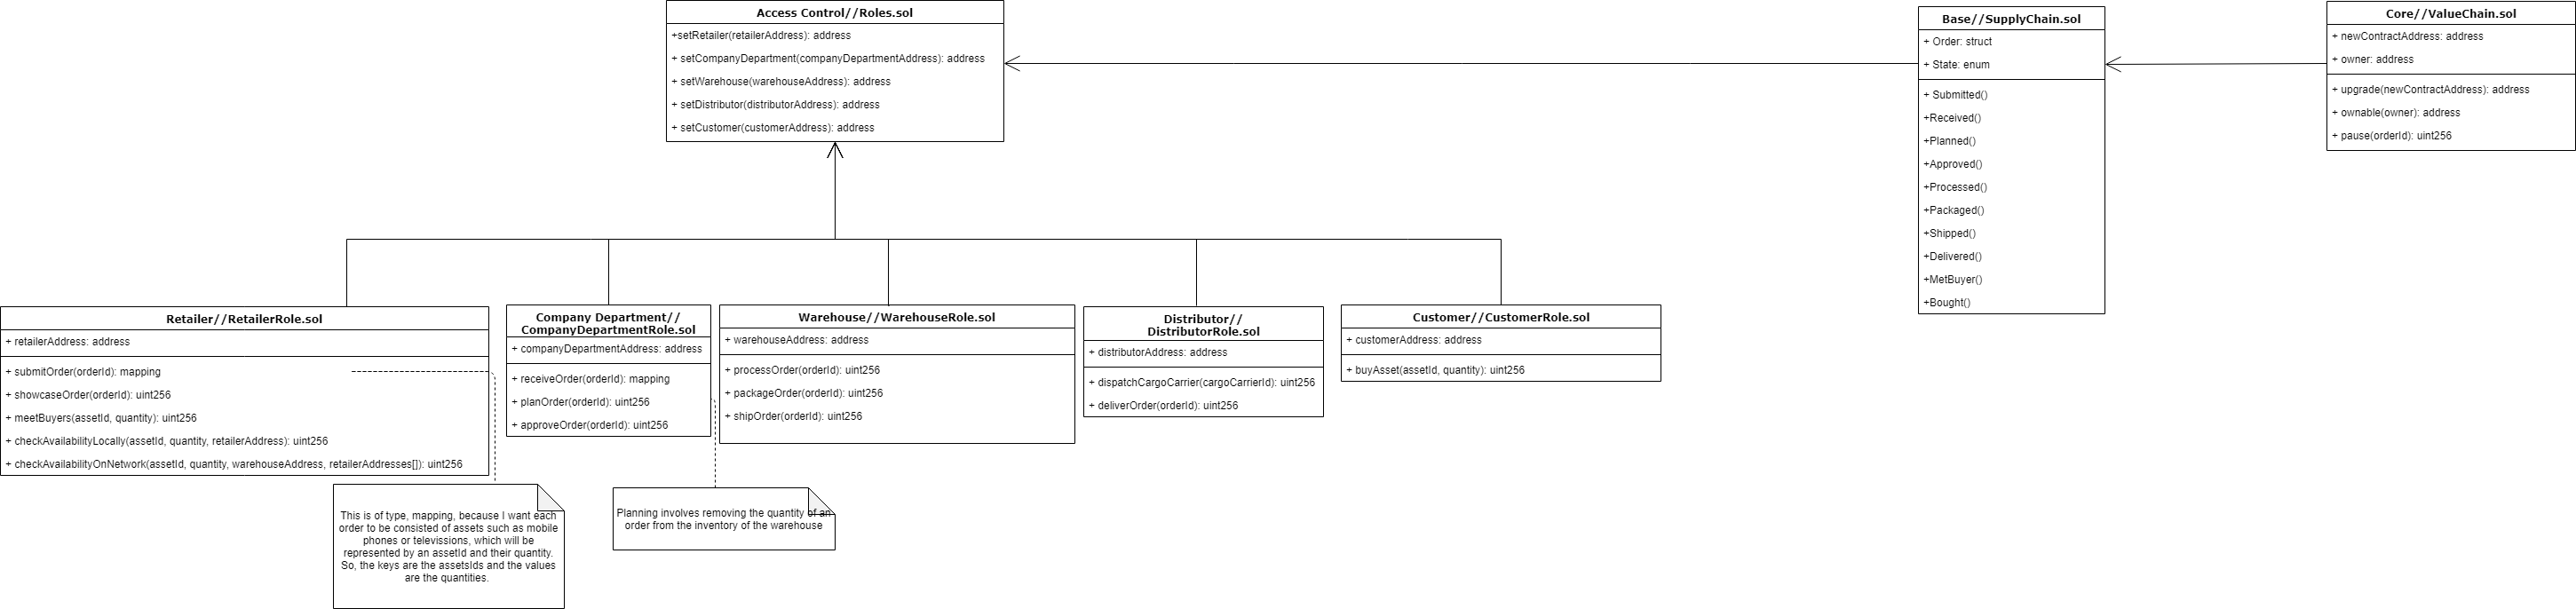 Access Control//Roles.sol
+setRetailer(retailerAddress): address
+ setCompanyDepartment(companyDepartmentAddress): address
+ setWarehouse(warehouseAddress): address
+ setDistributor(distributorAddress): address
+ setCustomer(customerAddress): address
Base//SupplyChain.sol
+ Order: struct
+ State: enum
+ Submitted()
+Received()
+Planned()
+Approved()
+Processed()
+Packaged()
+Shipped()
+Delivered()
+MetBuyer()
+Bought()
Core//ValueChain.sol
+ newContractAddress: address
+ owner: address
+ upgrade(newContractAddress): address
+ ownable(owner): address
+ pause(orderId): uint256
Retailer//RetailerRole.sol
+ retailerAddress: address
+ submitOrder(orderId): mapping
+ showcaseOrder(orderId): uint256
+ meetBuyers(assetId, quantity): uint256
+ checkAvailabilityLocally(assetId, quantity, retailerAddress): uint256
+ checkAvailabilityOnNetwork(assetId, quantity, warehouseAddress, retailerAddresses[]): uint256
Company Department//
CompanyDepartmentRole.sol
+ companyDepartmentAddress: address
+ receiveOrder(orderId): mapping
+ planOrder(orderId): uint256
+ approveOrder(orderId): uint256
Warehouse//WarehouseRole.sol
+ warehouseAddress: address
+ processOrder(orderId): uint256
+ packageOrder(orderId): uint256
+ shipOrder(orderId): uint256
Distributor//
DistributorRole.sol
+ distributorAddress: address
+ dispatchCargoCarrier(cargoCarrierId): uint256
+ deliverOrder(orderId): uint256
Customer//CustomerRole.sol
+ customerAddress: address
+ buyAsset(assetId, quantity): uint256
This is of type, mapping, because I want each
order to be consisted of assets such as mobile
phones or televissions, which will be
represented by an assetId and their quantity.
So, the keys are the assetsIds and the values
are the quantities.
Planning involves removing the quantity of an
order from the inventory of the warehouse